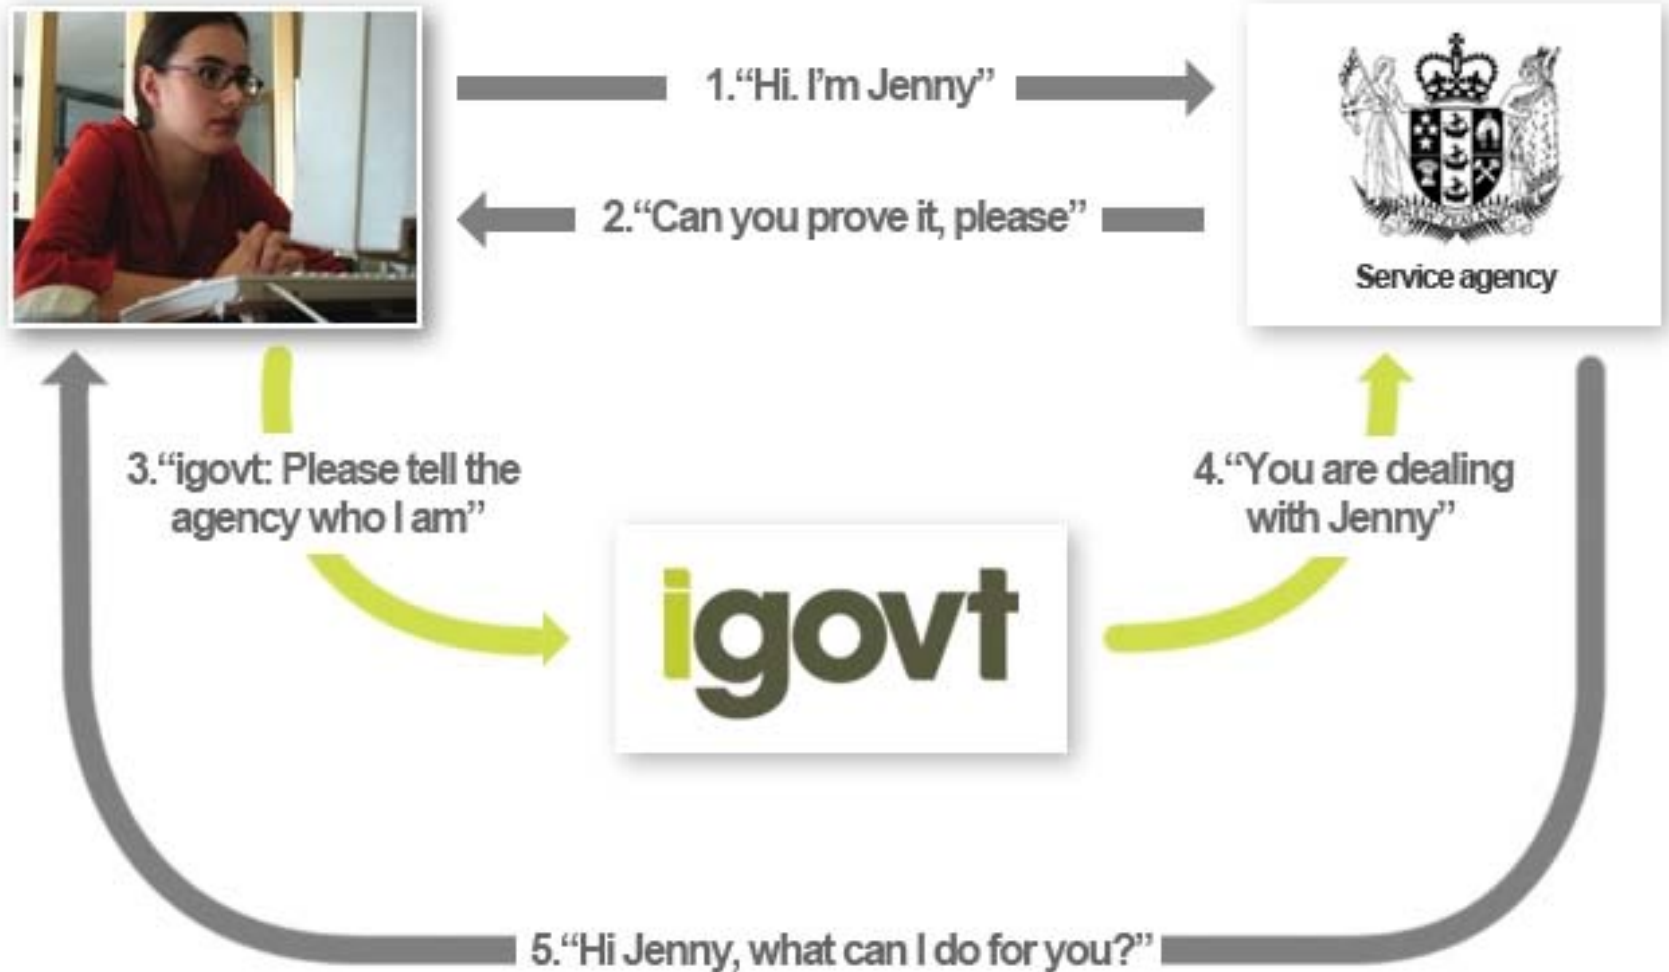 1.“Hi. I’m Jenny”
2.“Can you prove it, please”
Service agency
3.“igovt: Please tell the
agency who I am”
4.“You are dealing
with Jenny”
igovt
5.“Hi Jenny, what can I do for you?”